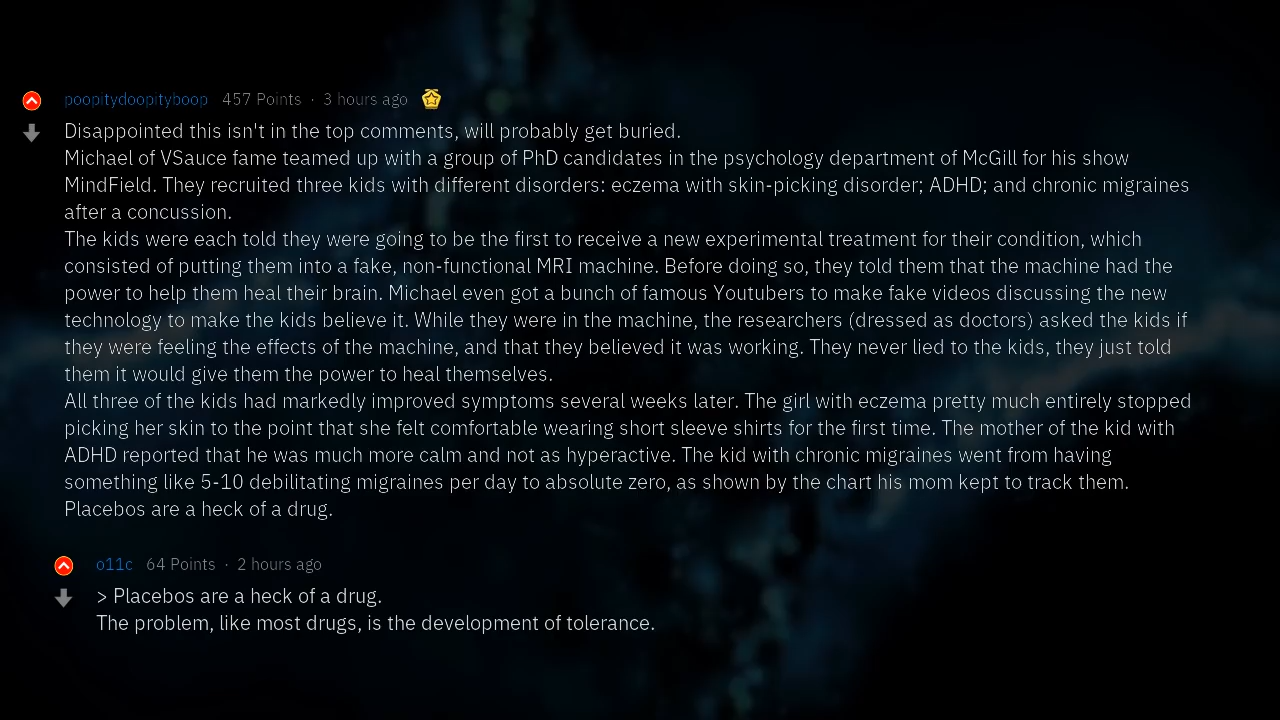 poopitydoopityboop 457 Points · 3 hours ago
Disappointed this isn't in the top comments, will probably get buried.
Michael of VSauce fame teamed up with a group of PhD candidates in the psychology department of McGill for his show
MindField. They recruited three kids with different disorders: eczema with skin-picking disorder; ADHD; and chronic migraines
after a concussion.
The kids were each told they were going to be the first to receive a new experimental treatment for their condition, which
consisted of putting them into a fake, non-functional MRI machine. Before doing so, they told them that the machine had the
power to help them heal their brain. Michael even got a bunch of famous Youtubers to make fake videos discussing the new
technology to make the kids believe it. While they were in the machine, the researchers (dressed as doctors) asked the kids if
they were feeling the effects of the machine, and that they believed it was working. They never lied to the kids, they just told
them it would give them the power to heal themselves.
All three of the kids had markedly improved symptoms several weeks later. The girl with eczema pretty much entirely stopped
picking her skin to the point that she felt comfortable wearing short sleeve shirts for the first time. The mother of the kid with
ADHD reported that he was much more calm and not as hyperactive. The kid with chronic migraines went from having
something like 5-10 debilitating migraines per day to absolute zero, as shown by the chart his mom kept to track them.
Placebos are a heck of a drug.
o11c 64 Points · 2 hours ago
> Placebos are a heck of a drug.
The problem, like most drugs, is the development of tolerance.